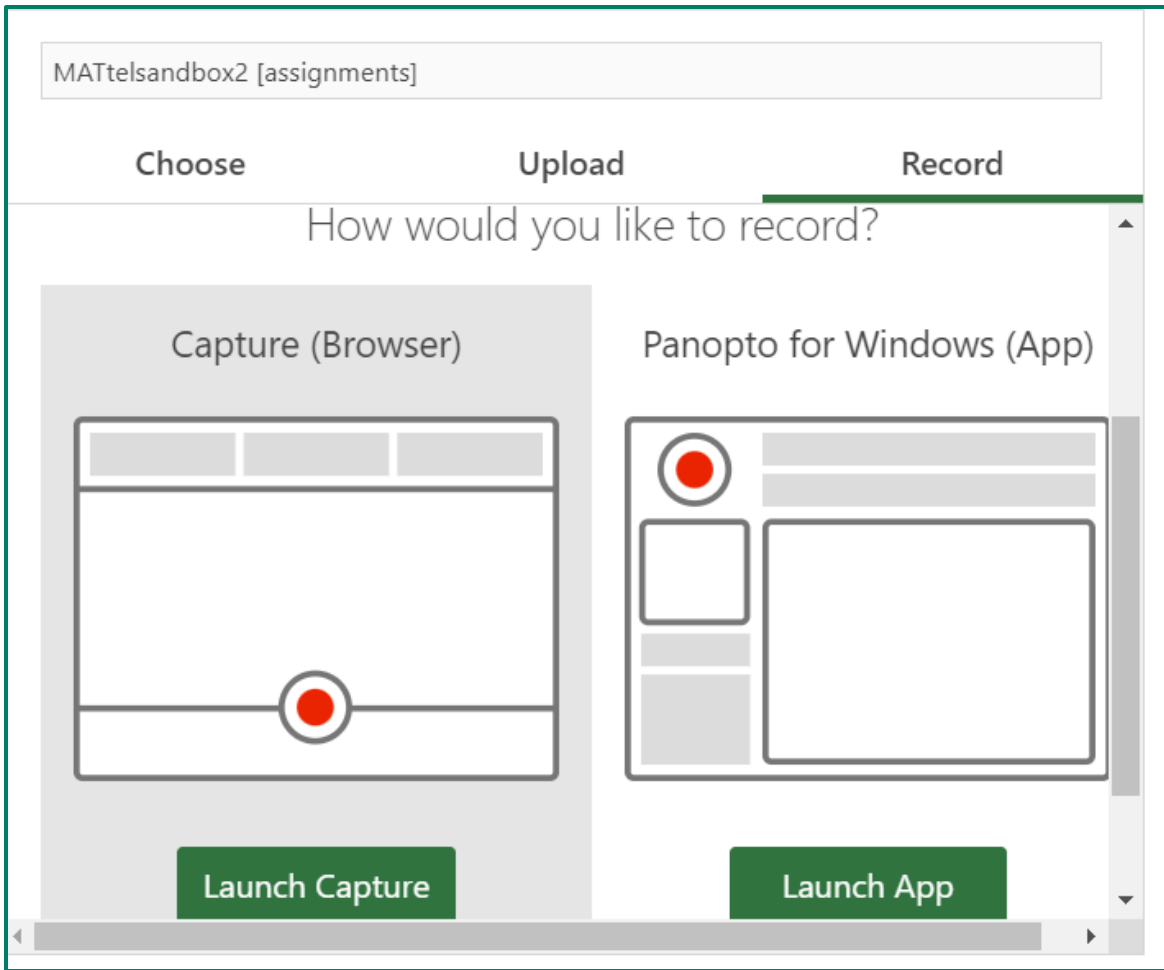 MATtelsandbox2 [assignments]
Choose Upload Record
How would you like to record?
Capture (Browser) Panopto for Windows (App)
Launch Capture Launch App